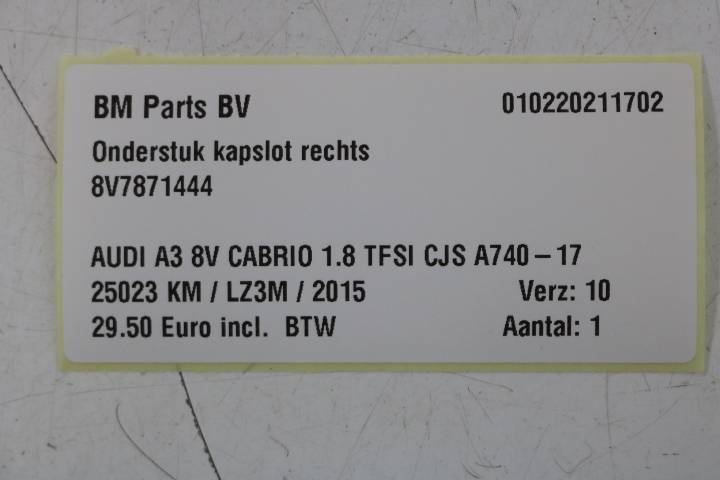 BM Parts BV 010220211702
Onderstuk kapslot rechts
8V7871444
AUDI A3 8V CABRIO 1.8 TFSI CJS A740-17
25023 KM / LZ3M / 2015 Verz: 10
29.50 Euro incl. BTW Aantal: 1